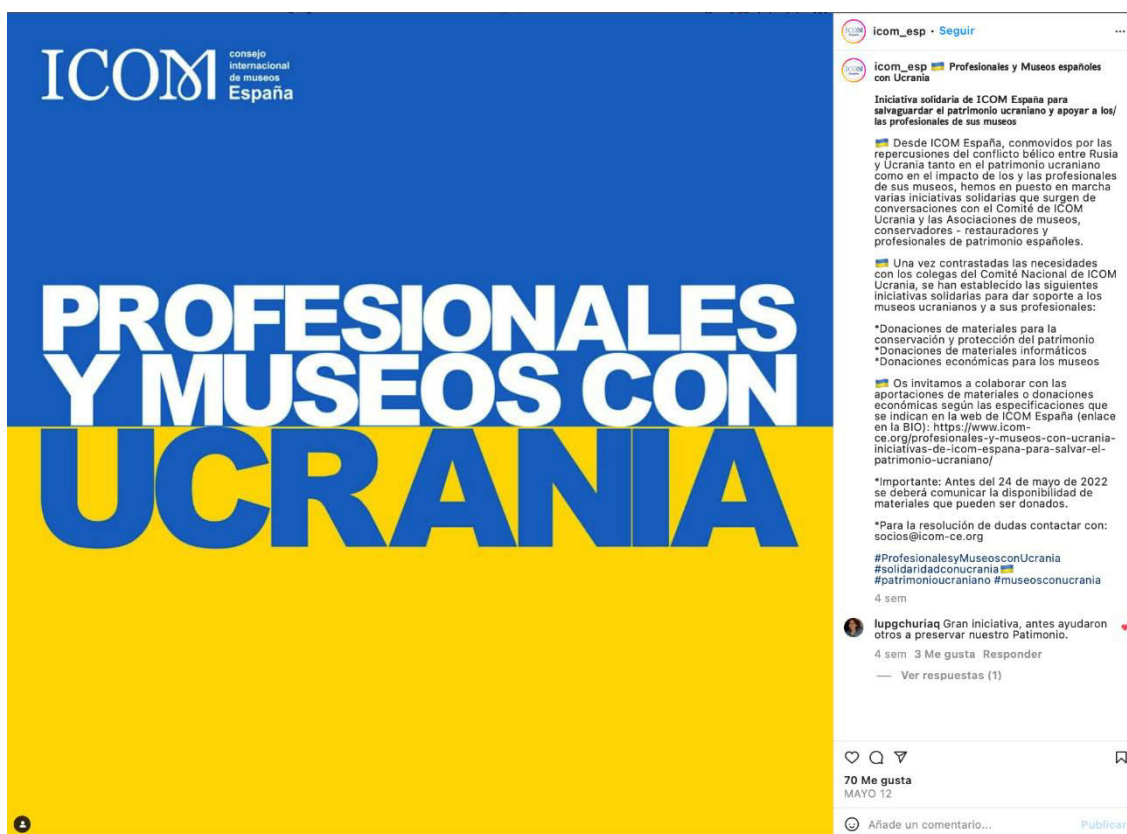 ICOM
consejo
internacional
de museos
España
PROFESIONALES
Y MUSEOS CON
UCRANIA
icom_esp • Seguir
icom_esp 🇺🇦 Profesionales y Museos españoles
con Ucrania
Iniciativa solidaria de ICOM España para
salvaguardar el patrimonio ucraniano y apoyar a los/
las profesionales de sus museos
🇺🇦 Desde ICOM España, conmovidos por las
repercusiones del conflicto bélico entre Rusia
y Ucrania tanto en el patrimonio ucraniano
como en el impacto de los y las profesionales
de sus museos, hemos en puesto en marcha
varias iniciativas solidarias que surgen de
conversaciones con el Comité de ICOM
Ucrania y las Asociaciones de museos,
conservadores - restauradores y
profesionales de patrimonio españoles.
🇺🇦 Una vez contrastadas las necesidades
con los colegas del Comité Nacional de ICOM
Ucrania, se han establecido las siguientes
iniciativas solidarias para dar soporte a los
museos ucranianos y a sus profesionales:
*Donaciones de materiales para la
conservación y protección del patrimonio
*Donaciones de materiales informáticos
*Donaciones económicas para los museos
🇺🇦 Os invitamos a colaborar con las
aportaciones de materiales o donaciones
económicas según las especificaciones que
se indican en la web de ICOM España (enlace
en la BIO): https://www.icom-
ce.org/profesionales-y-museos-con-ucrania-
iniciativas-de-icom-espana-para-salvar-el-
patrimonio-ucraniano/
*Importante: Antes del 24 de mayo de 2022
se deberá comunicar la disponibilidad de
materiales que pueden ser donados.
*Para la resolución de dudas contactar con:
socios@icom-ce.org
#ProfesionalesyMuseosconUcrania
#solidaridadconucrania🇺🇦
#patrimonioucraniano #museosconucrania
4 sem
lupgchuriaq Gran iniciativa, antes ayudaron
otros a preservar nuestro Patimonio.
4 sem 3 Me gusta Responder
Ver respuestas (1)
70 Me gusta
MAYO 12
Añade un comentario...
Publicar